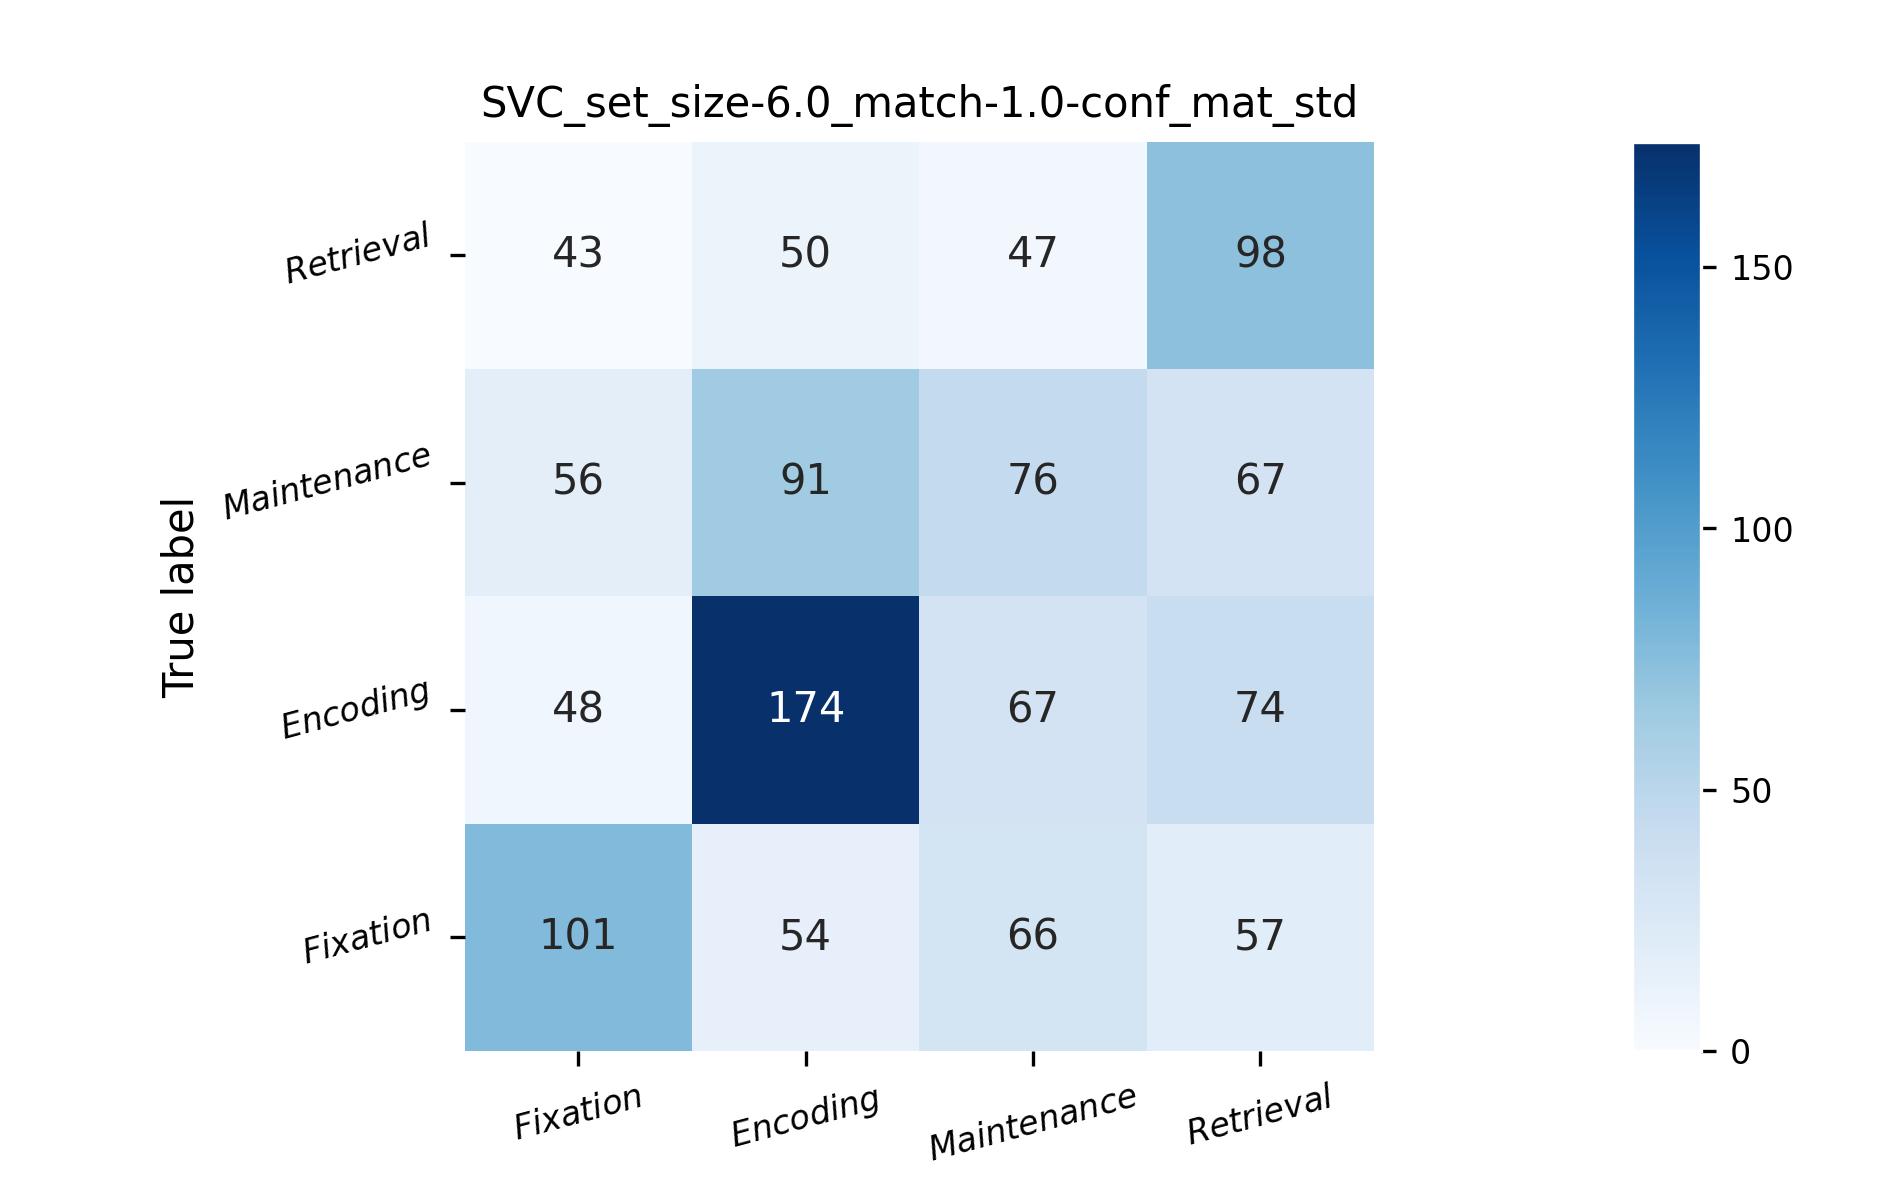 SVC_set_size-6.0_match-1.0-conf_mat_std
True label
Retrieval 43 50 47 98
Maintenance 56 91 76 67
Encoding 48 174 67 74
Fixation 101 54 66 57
Fixation Encoding Maintenance Retrieval
150
100
50
0